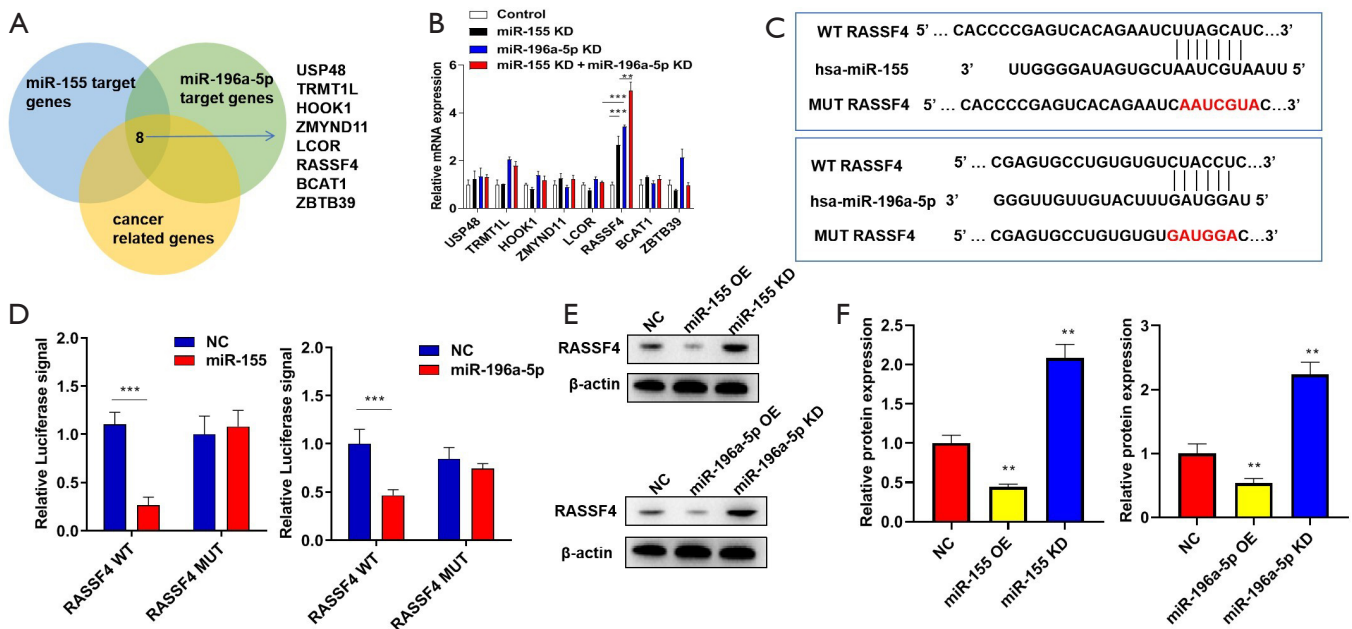 A
miR-155 target
genes
miR-196a-5p
target genes
8
cancer
related genes
USP48
TRMT1L
HOOK1
ZMYND11
LCOR
RASSF4
BCAT1
ZBTB39
B
Control
miR-155 KD
miR-196a-5p KD
miR-155 KD + miR-196a-5p KD
Relative mRNA expression
6
4
2
0
**
***
***
USP48
TRMT1L
HOOK1
ZMYND11
LCOR
RASSF4
BCAT1
ZBTB39
C
WT RASSF4 5’ ... CACCCCGAGUCACAGAAUCUUAGCAUC...3’
hsa-miR-155 3’ UUGGGGAUAGUGCUAAUCGUAAUU 5’
MUT RASSF4 5’ ... CACCCCGAGUCACAGAAUCAAUCGUAC...3’
WT RASSF4 5’ ... CGAGUGCCUGUGUGUCUACCUC...3’
hsa-miR-196a-5p 3’ GGGUUGUUGUACUUUGAUGGAU 5’
MUT RASSF4 5’ ... CGAGUGCCUGUGUGUGAUGGAC...3’
D
Relative Luciferase signal
2.0
1.5
1.0
0.5
0.0
NC
miR-155
***
RASSF4 WT
RASSF4 MUT
Relative Luciferase signal
2.0
1.5
1.0
0.5
0.0
NC
miR-196a-5p
***
RASSF4 WT
RASSF4 MUT
E
NC
miR-155 OE
miR-155 KD
RASSF4
β-actin
NC
miR-196a-5p OE
miR-196a-5p KD
RASSF4
β-actin
F
Relative protein expression
2.5
2.0
1.5
1.0
0.5
0.0
**
**
NC
miR-155 OE
miR-155 KD
Relative protein expression
3
2
1
0
**
**
NC
miR-196a-5p OE
miR-196a-5p KD